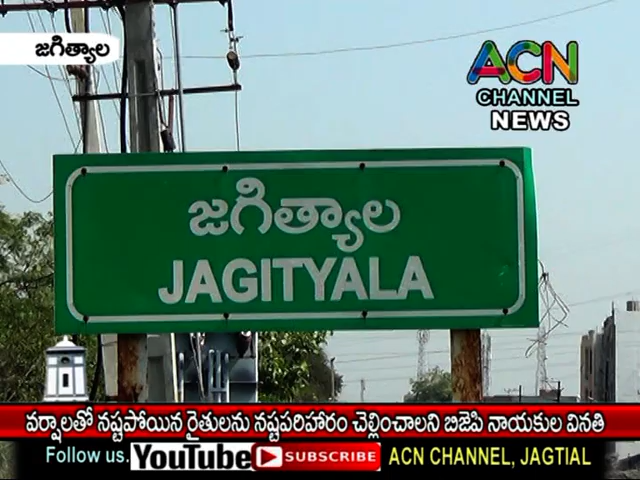 జగిత్యాల
ACN
CHANNEL
NEWS
జగిత్యాల
JAGITYALA
వర్షాలతో నష్టపోయిన రైతులను నష్టపరిహారం చెల్లించాలని బిజెపి నాయకుల వినతి
Follow us. YouTube SUBSCRIBE ACN CHANNEL, JAGTIAL